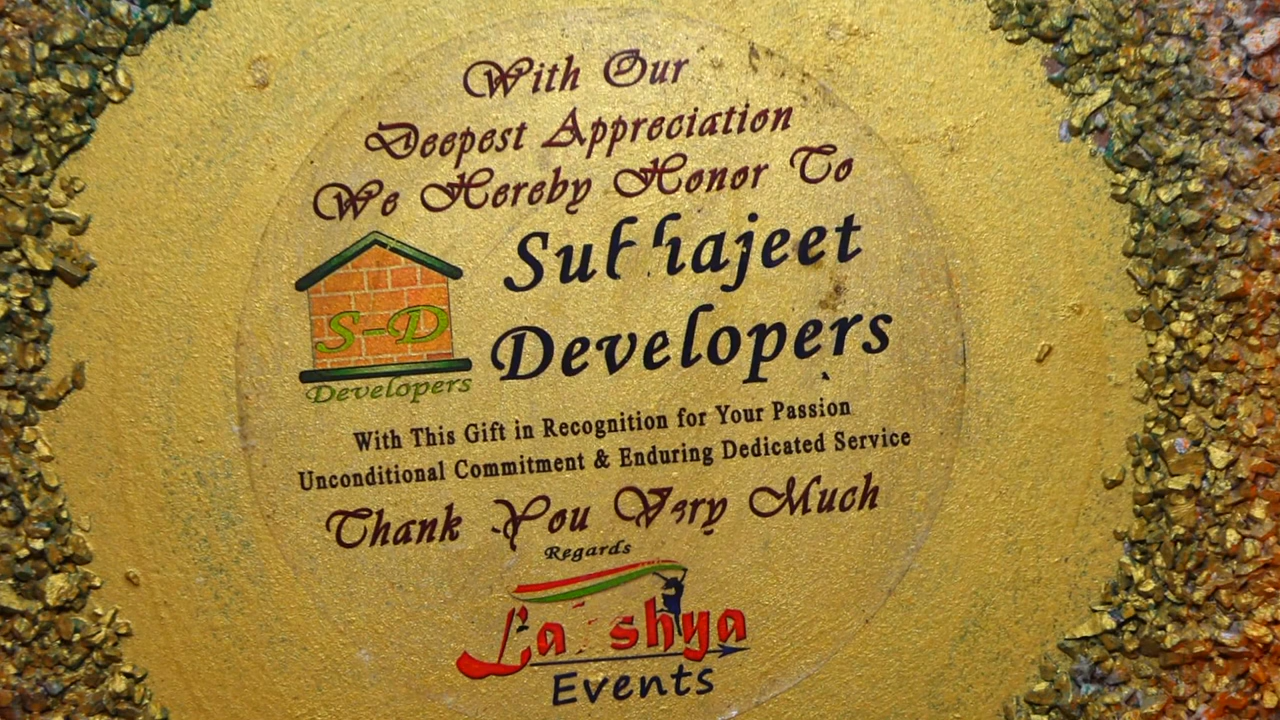 With Our
Deepest Appreciation
We Hereby Honor To
Developers
S-D
Developers
With This Gift in Recognition for Your Passion
Unconditional Commitment & Enduring Dedicated Service
Thank You Very Much
Regards
Lakshya
Events